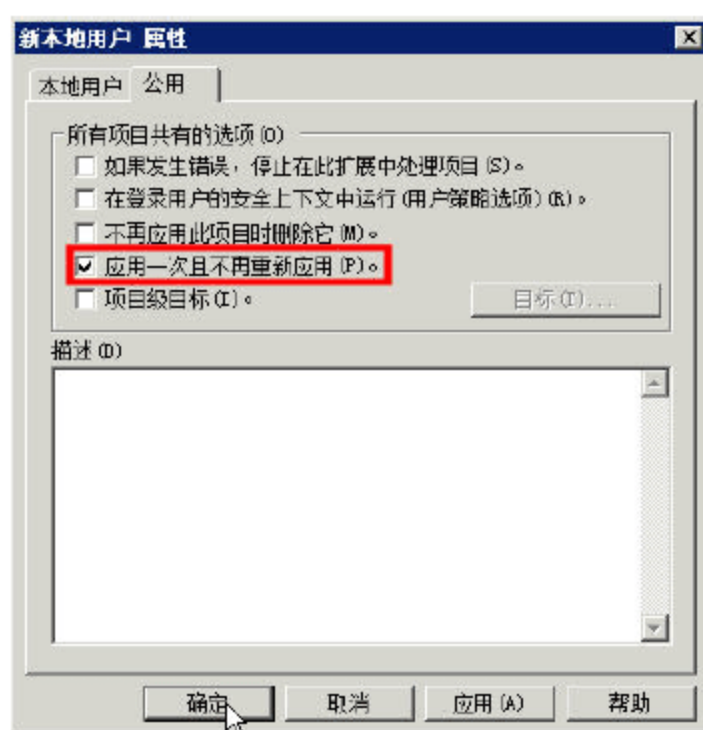 新本地用户 属性
本地用户 公用
所有项目共有的选项(O)
如果发生错误，停止在此扩展中处理项目(S)。
在登录用户的安全上下文中运行(用户策略选项)(R)。
不再应用此项目时删除它(M)。
应用一次且不再重新应用(P)。
项目级目标(I)。 目标(T)...
描述(D)
确定 取消 应用(A) 帮助